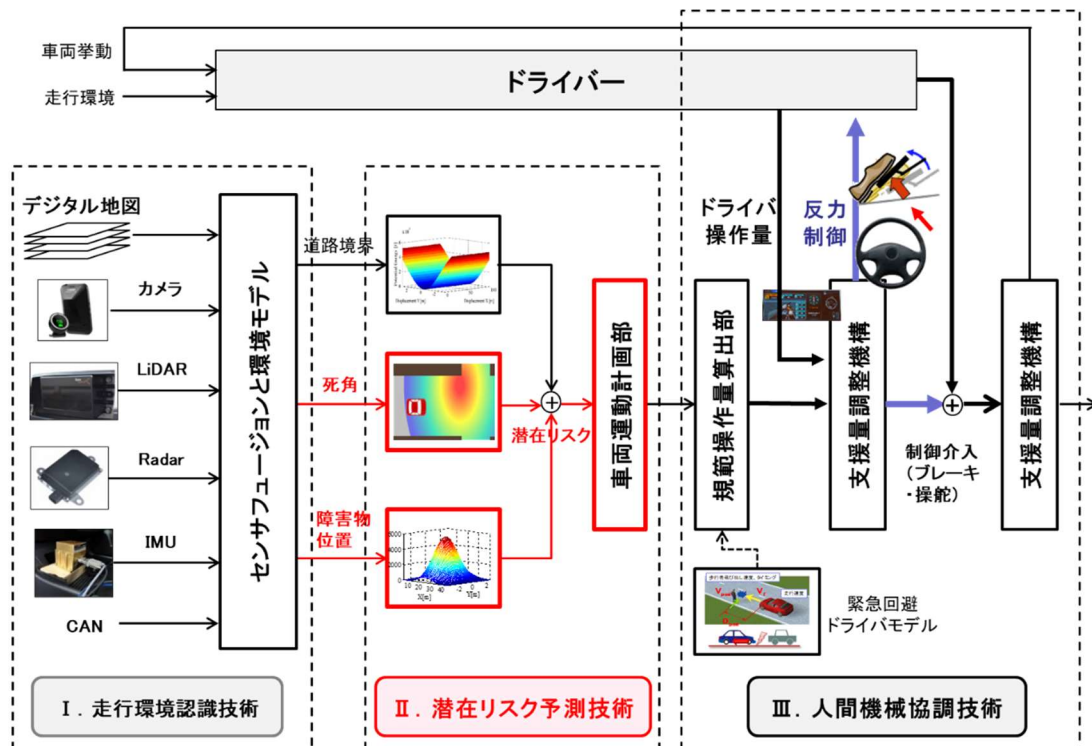 車両挙動
走行環境
ドライバー
デジタル地図
カメラ
LiDAR
Radar
IMU
CAN
センサフュージョンと環境モデル
Ⅰ. 走行環境認識技術
道路境界
死角
障害物
位置
潜在リスク
車両運動計画部
Ⅱ. 潜在リスク予測技術
ドライバ
操作量
反力
制御
規範操作量算出部
支援量調整機構
制御介入
(ブレーキ
・操舵)
支援量調整機構
緊急回避
ドライバモデル
Ⅲ. 人間機械協調技術